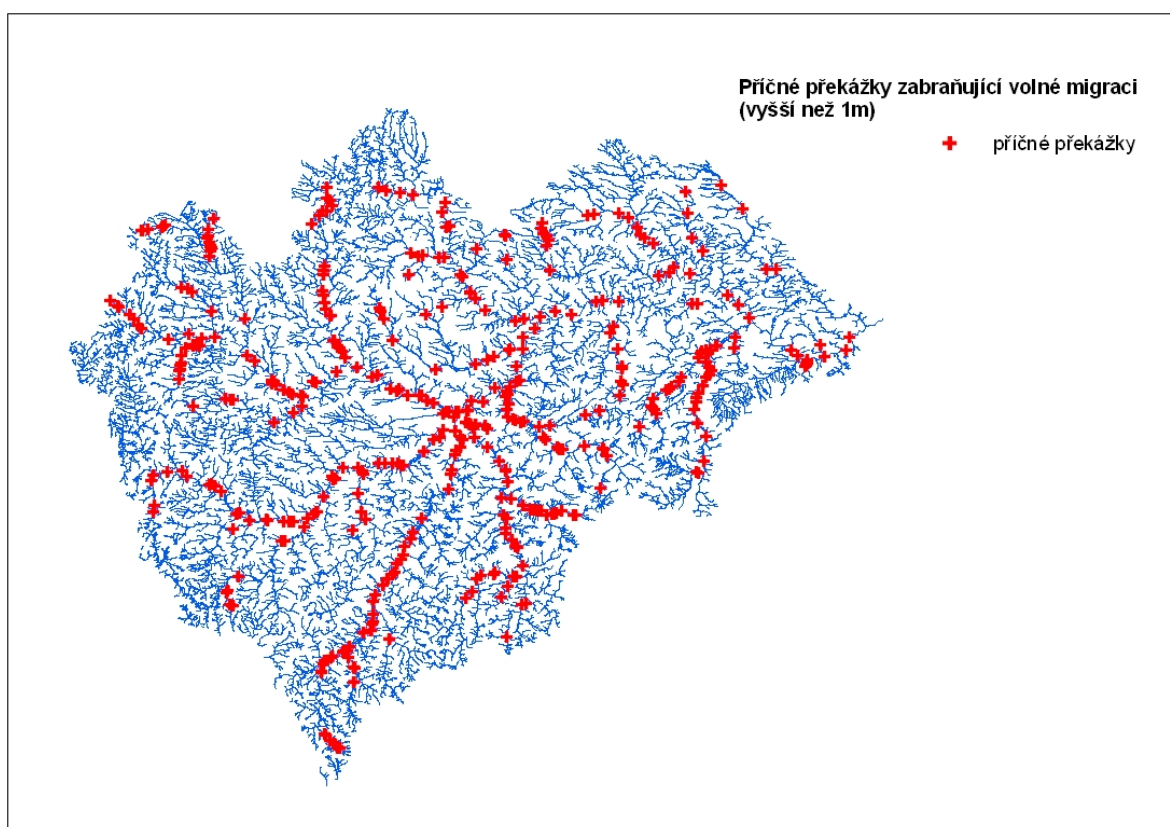 Příčné překážky zabraňující volné migraci
(vyšší než 1m)
příčné překážky